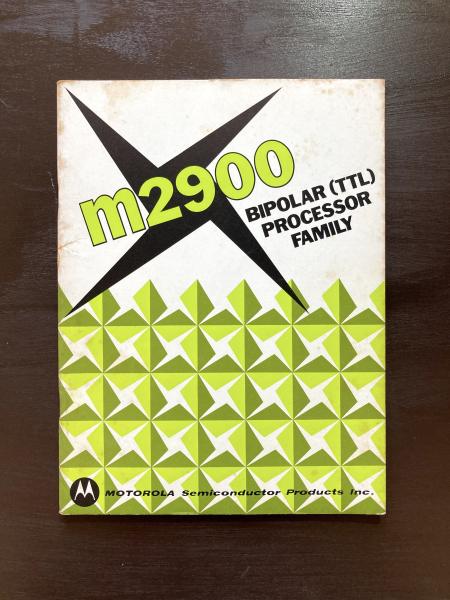 m2900
BIPOLAR (TTL)
PROCESSOR
FAMILY
MOTOROLA Semiconductor Products Inc.